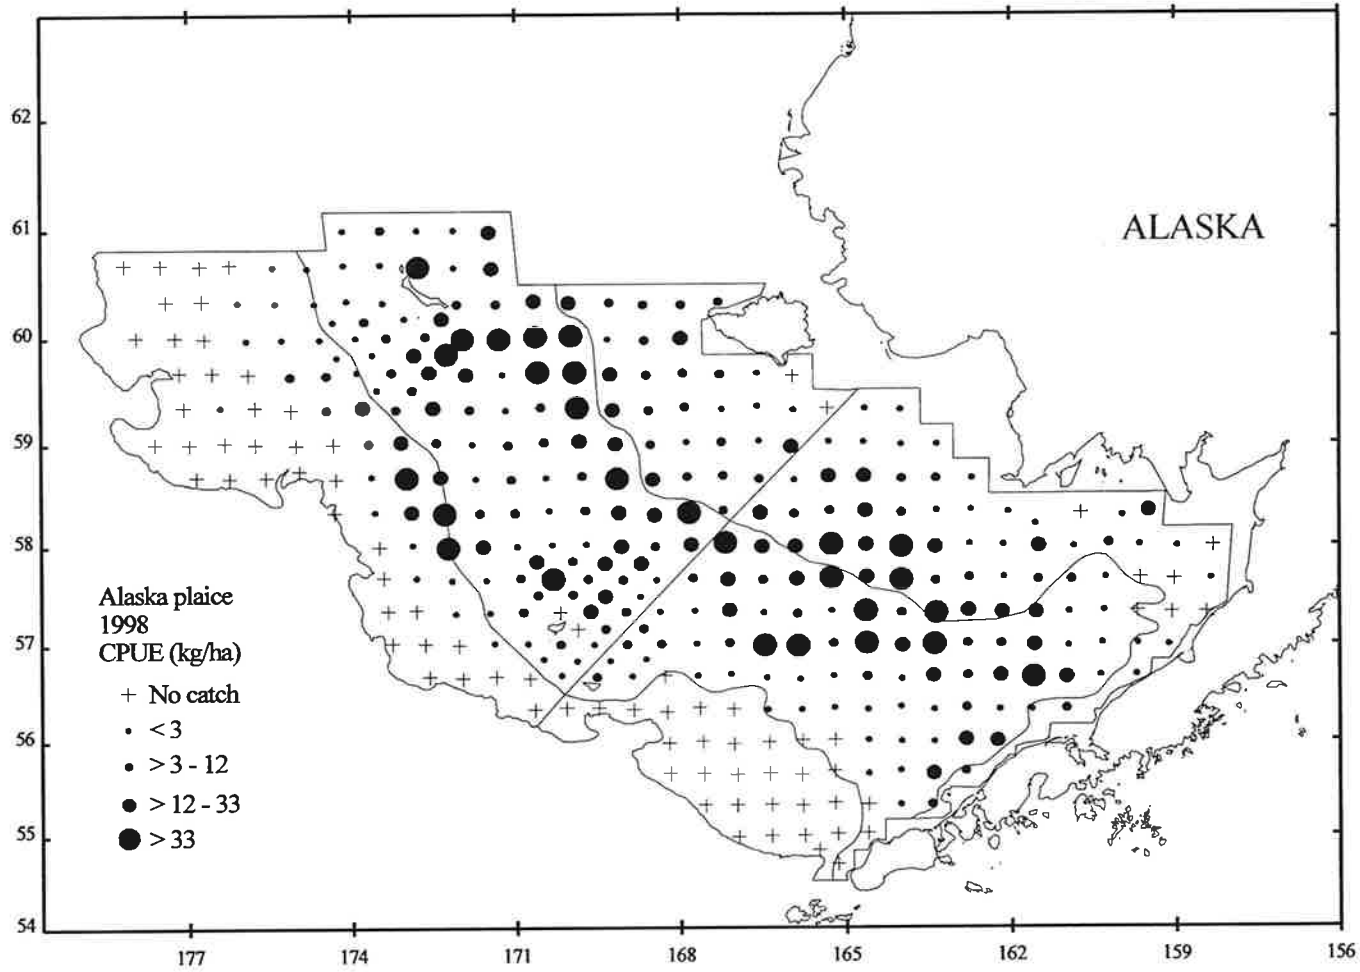 62
61
60
59
58
57
56
55
54
ALASKA
Alaska plaice
1998
CPUE (kg/ha)
+ No catch
• < 3
• > 3 - 12
● > 12 - 33
● > 33
177 174 171 168 165 162 159 156